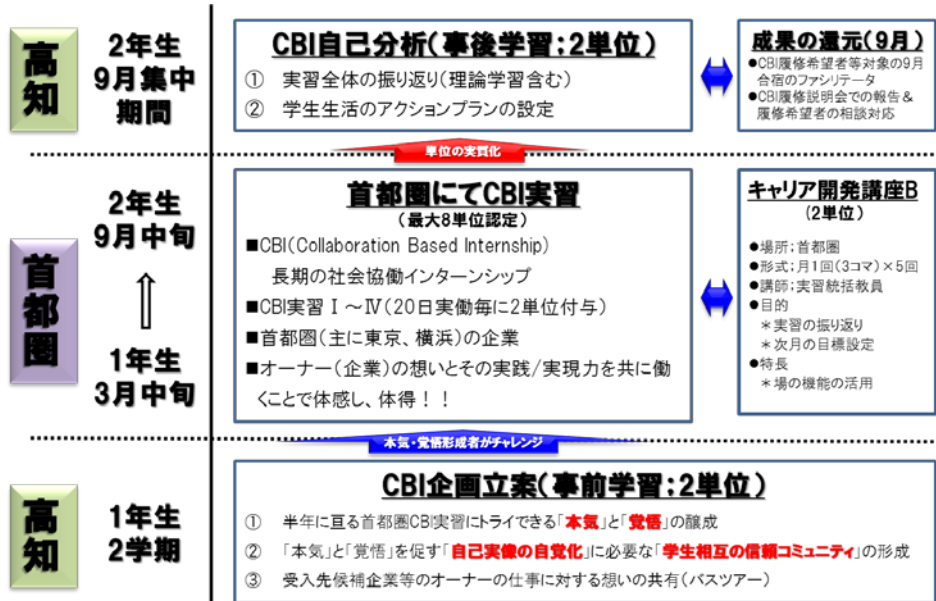 高知
2年生
9月集中
期間
CBI自己分析(事後学習:2単位)
① 実習全体の振り返り(理論学習含む)
② 学生生活のアクションプランの設定
成果の還元(9月)
●CBI履修希望者等対象の9月
合宿のファシリテータ
●CBI履修説明会での報告&
履修希望者の相談対応
単位の実質化
首都圏
2年生
9月中旬
⇧
1年生
3月中旬
首都圏にてCBI実習
(最大8単位認定)
■CBI(Collaboration Based Internship)
長期の社会協働インターンシップ
■CBI実習Ⅰ~Ⅳ(20日実働毎に2単位付与)
■首都圏(主に東京、横浜)の企業
■オーナー(企業)の想いとその実践/実現力を共に働
くことで体感し、体得!!
キャリア開発講座B
(2単位)
●場所;首都圏
●形式;月1回(3コマ)×5回
●講師;実習統括教員
●目的
＊実習の振り返り
＊次月の目標設定
●特長
＊場の機能の活用
本気・覚悟形成者がチャレンジ
高知
1年生
2学期
CBI企画立案(事前学習;2単位)
① 半年に亘る首都圏CBI実習にトライできる「本気」と「覚悟」の醸成
② 「本気」と「覚悟」を促す「自己実像の自覚化」に必要な「学生相互の信頼コミュニティ」の形成
③ 受入先候補企業等のオーナーの仕事に対する想いの共有(バスツアー)